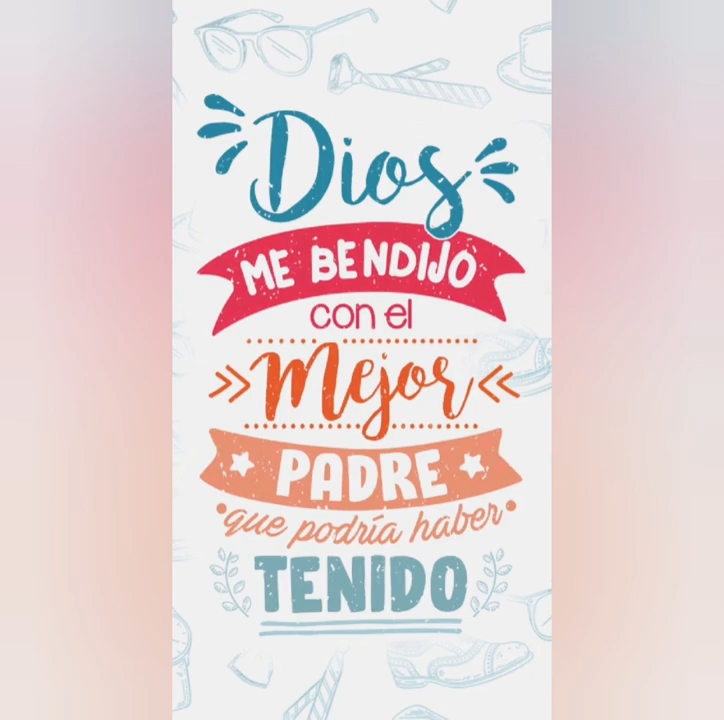 Dios
ME BENDIJO
con el
Mejor
PADRE
que podría haber
TENIDO